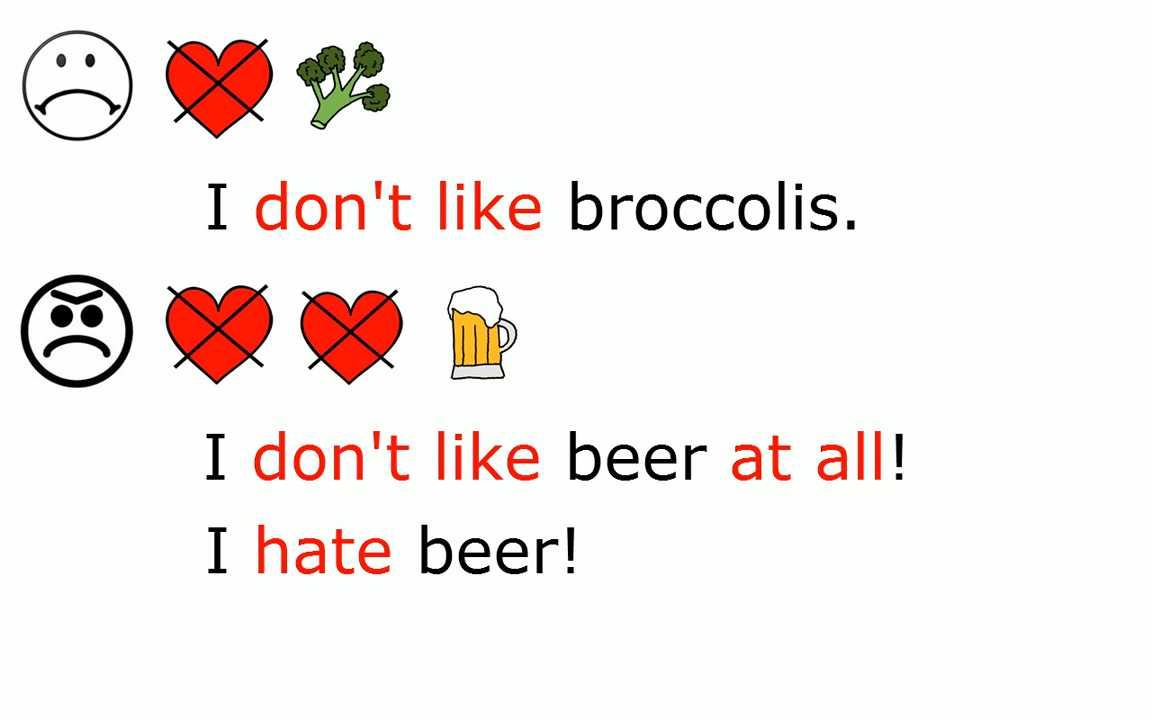 I don't like broccolis.
I don't like beer at all!
I hate beer!